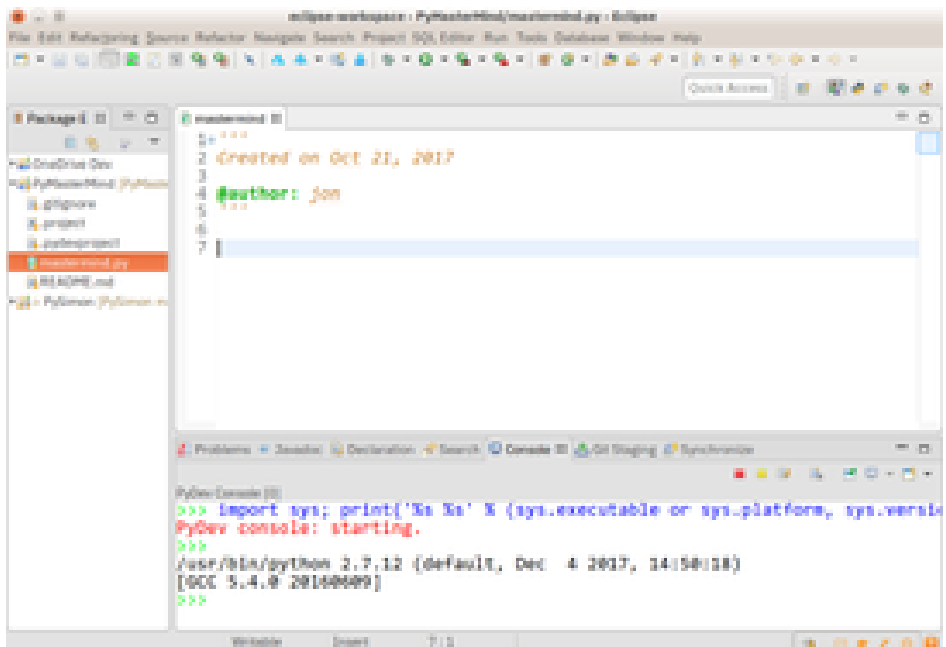 eclipse-workspace - PyMasterMind/mastermind.py - Eclipse
File Edit Refactoring Source Refactor Navigate Search Project SQL Editor Run Tools Database Window Help
Quick Access
Package E
mastermind
OneDrive Dev
PyMasterMind [PyMaste
.gitignore
.project
.pydevproject
mastermind.py
README.md
> PySimon [PySimon m
1 '''
2 Created on Oct 21, 2017
3
4 @author: jon
5 '''
6
7
Problems Javadoc Declaration Search Console Git Staging Synchronize
PyDev Console [0]
>>> import sys; print('%s %s' % (sys.executable or sys.platform, sys.versio
PyDev console: starting.
>>>
/usr/bin/python 2.7.12 (default, Dec  4 2017, 14:50:18)
[GCC 5.4.0 20160609]
>>>
Writable Insert 7 : 1